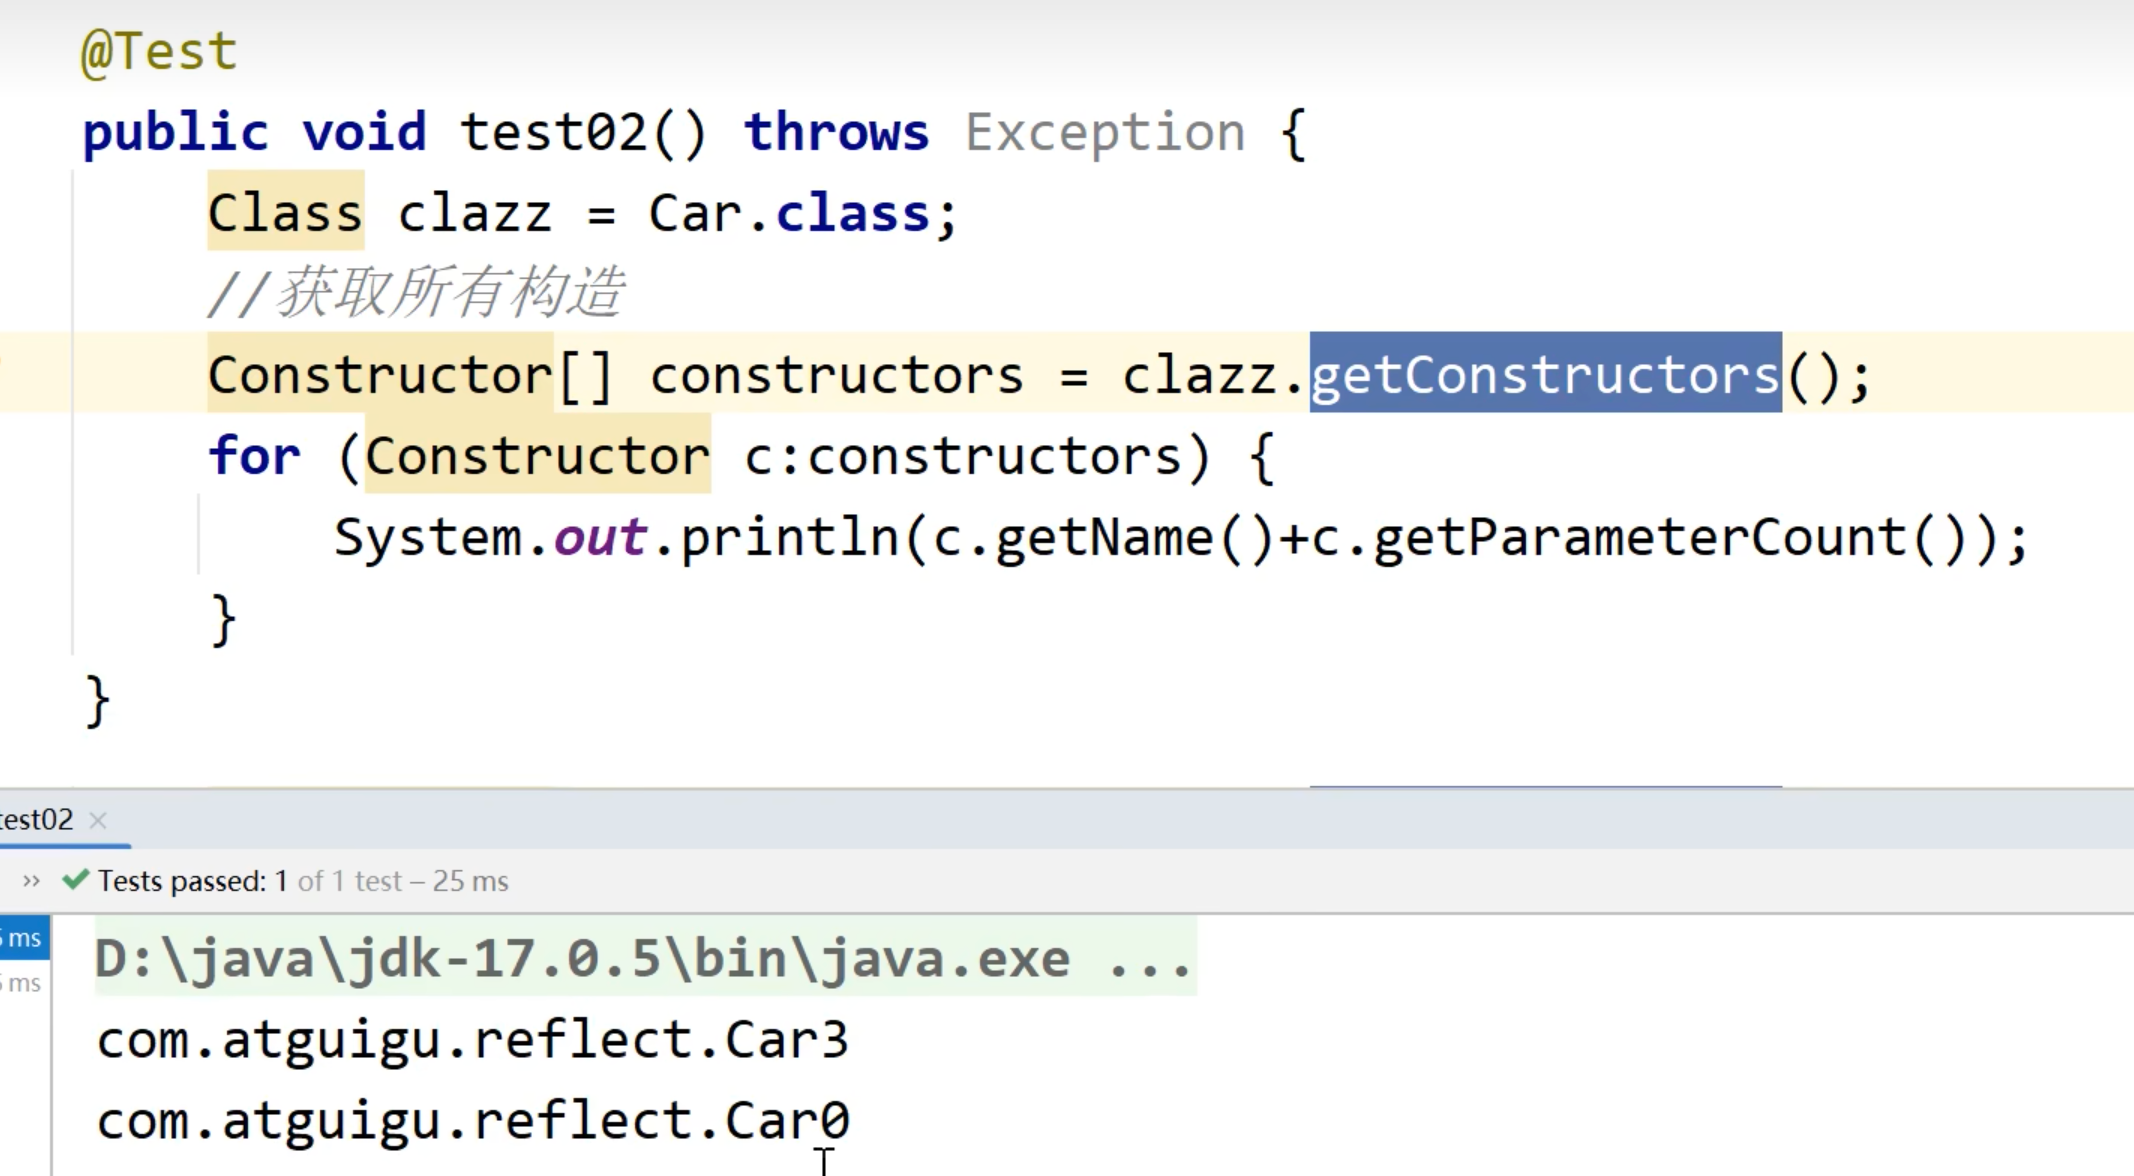 @Test
public void test02() throws Exception {
Class clazz = Car.class;
//获取所有构造
Constructor[] constructors = clazz.getConstructors();
for (Constructor c:constructors) {
System.out.println(c.getName()+c.getParameterCount());
}
}
test02 ×
›› Tests passed: 1 of 1 test – 25 ms
ms D:\java\jdk-17.0.5\bin\java.exe ...
ms
com.atguigu.reflect.Car3
com.atguigu.reflect.Car0